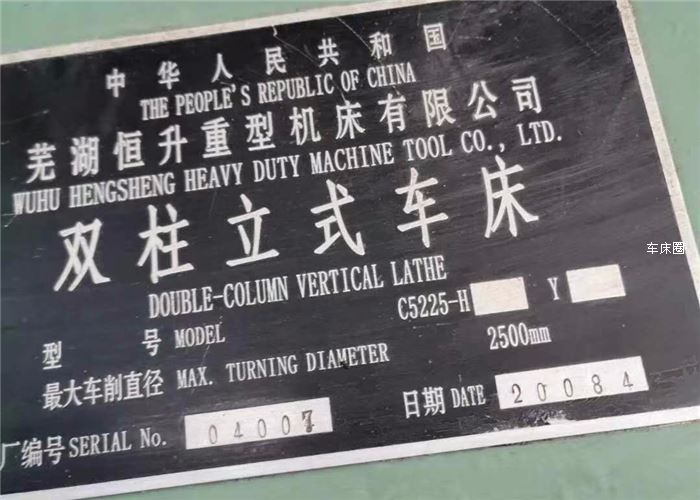 中华人民共和国
THE PEOPLE'S REPUBLIC OF CHINA
芜湖恒升重型机床有限公司
WUHU HENGSHENG HEAVY DUTY MACHINE TOOL CO., LTD.
双柱立式车床
DOUBLE-COLUMN VERTICAL LATHE
型号 MODEL C5225-H Y
最大车削直径 MAX. TURNING DIAMETER 2500mm
厂编号 SERIAL No. 04007 日期 DATE 20084
车床圈